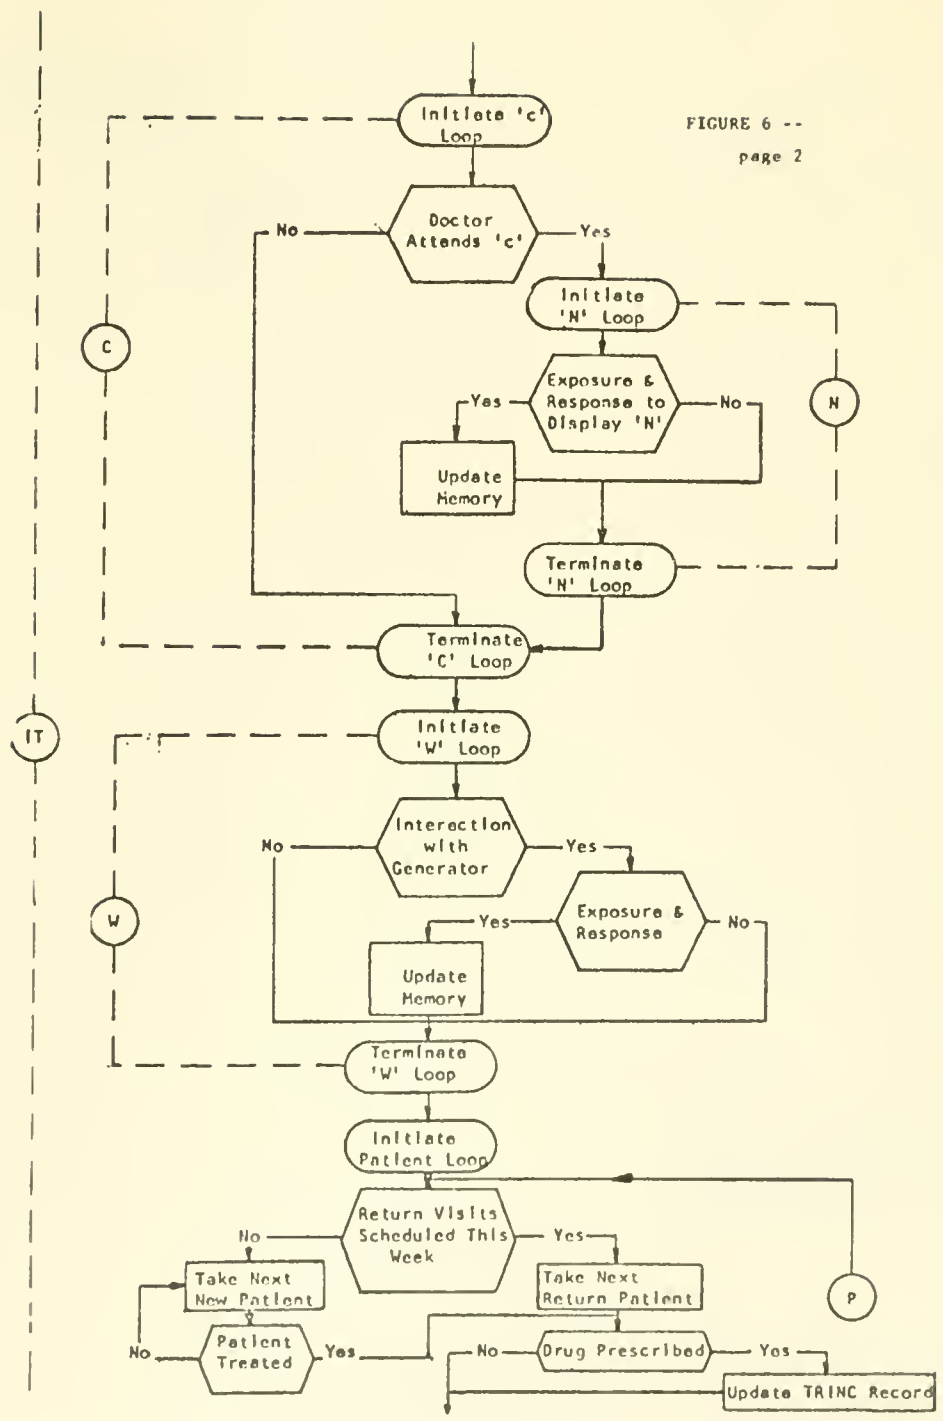 FIGURE 6 --
page 2
Initiate 'c'
Loop
Doctor
Attends 'c'
No
Yes
Initiate
'N' Loop
C
Exposure &
Response to
Display 'N'
Yes
No
N
Update
Memory
Terminate
'N' Loop
Terminate
'C' Loop
IT
Initiate
'W' Loop
Interaction
with
Generator
No
Yes
W
Exposure &
Response
Yes
No
Update
Memory
Terminate
'W' Loop
Initiate
Patient Loop
Return Visits
Scheduled This
Week
No
Yes
Take Next
New Patient
Take Next
Return Patient
P
Patient
Treated
No
Yes
Drug Prescribed
No
Yes
Update TRINC Record